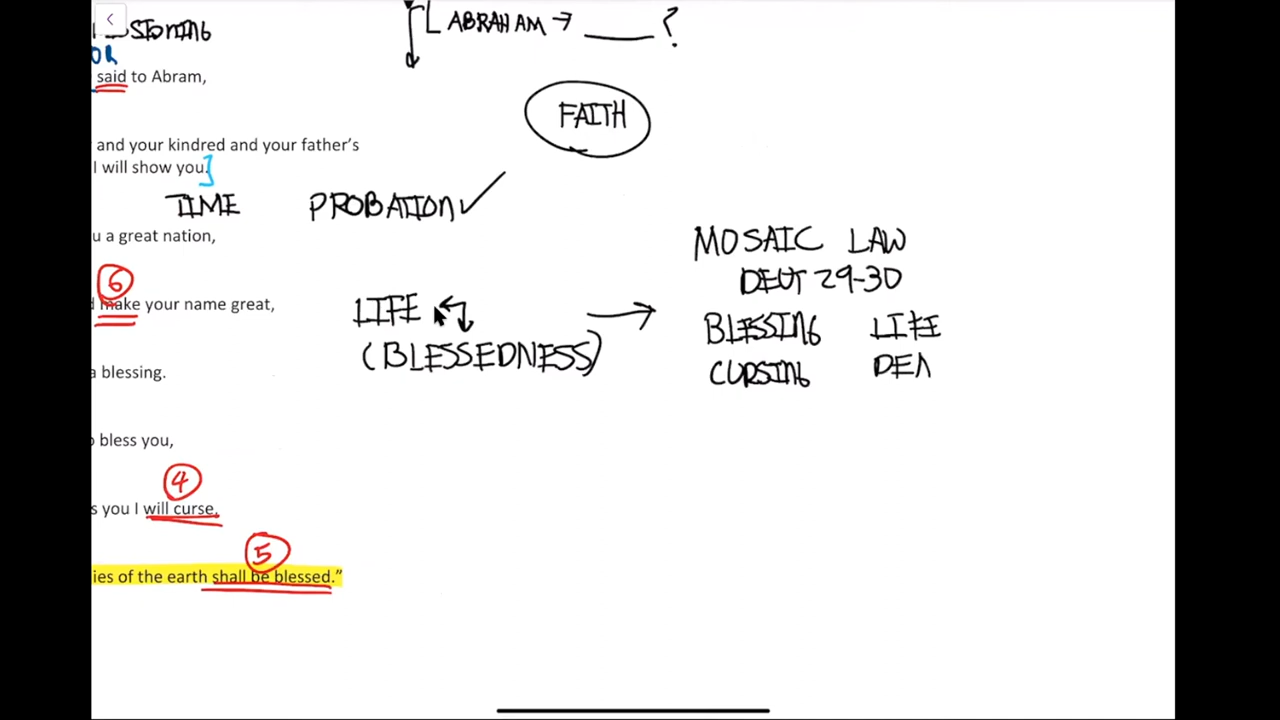 ABRAHAM → ____ ?
said to Abram,
FAITH
and your kindred and your father’s
I will show you.]
TIME PROBATION ✓
u a great nation,
MOSAIC LAW
DEUT 29-30
6
make your name great,
LIFE
BLESSING LIFE
(BLESSEDNESS)
CURSING DEA
a blessing.
bless you,
4
s you I will curse,
5
ies of the earth shall be blessed.”